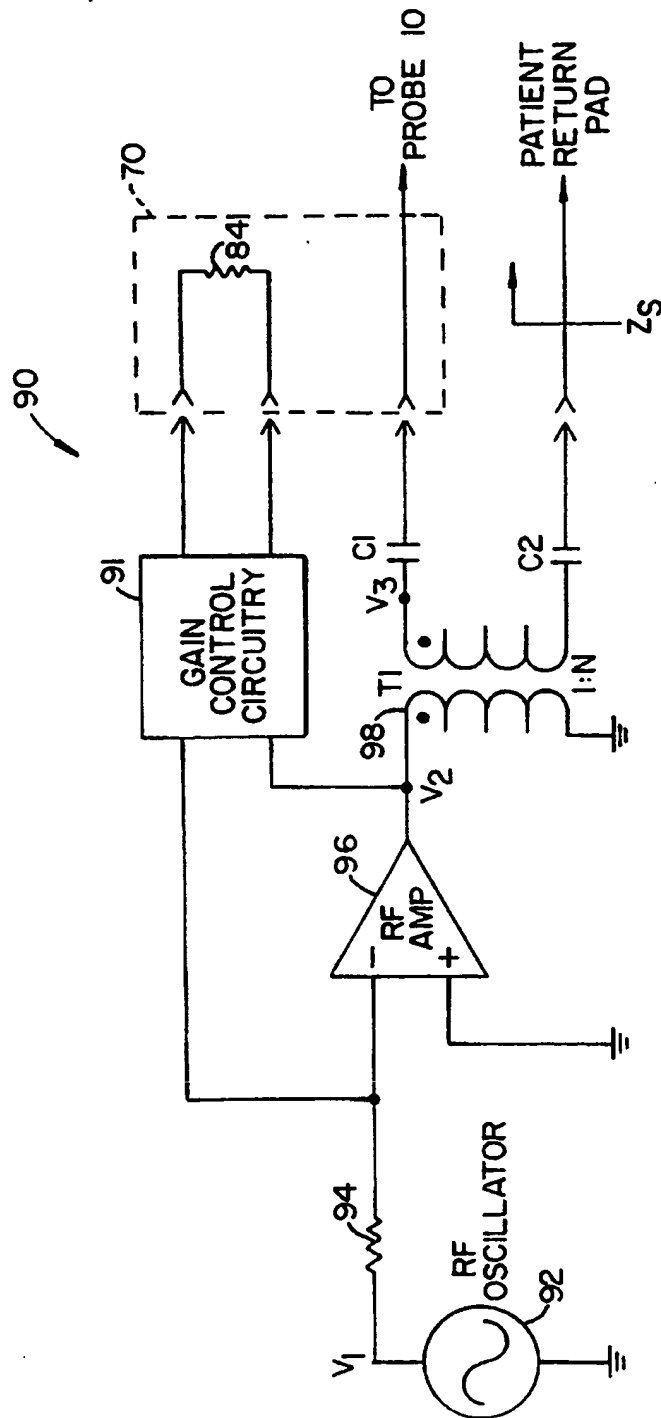 90
70
84
TO
PROBE 10
91
GAIN
CONTROL
CIRCUITRY
V3
C1
PATIENT
RETURN
PAD
ZS
C2
98
T1
1:N
V2
96
RF
AMP
−
+
94
V1
RF
OSCILLATOR
92